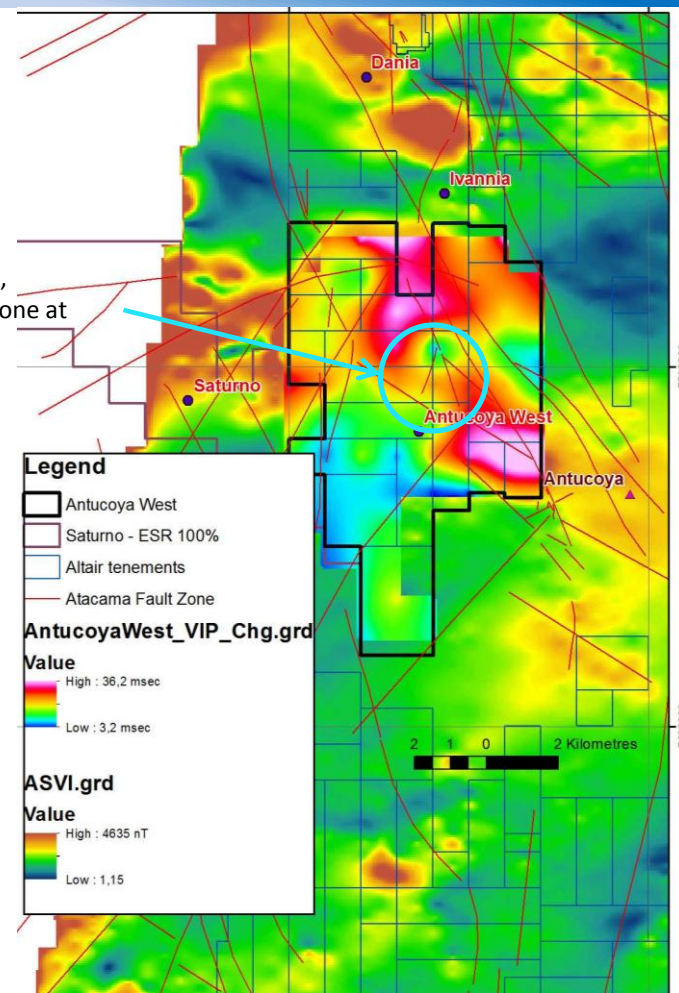 Dania
Ivannia
,
one at
Saturno
Antucoya West
Antucoya
Legend
Antucoya West
Saturno - ESR 100%
Altair tenements
Atacama Fault Zone
AntucoyaWest_VIP_Chg.grd
Value
High : 36,2 msec
Low : 3,2 msec
2 1 0 2 Kilometres
ASVI.grd
Value
High : 4635 nT
Low : 1,15